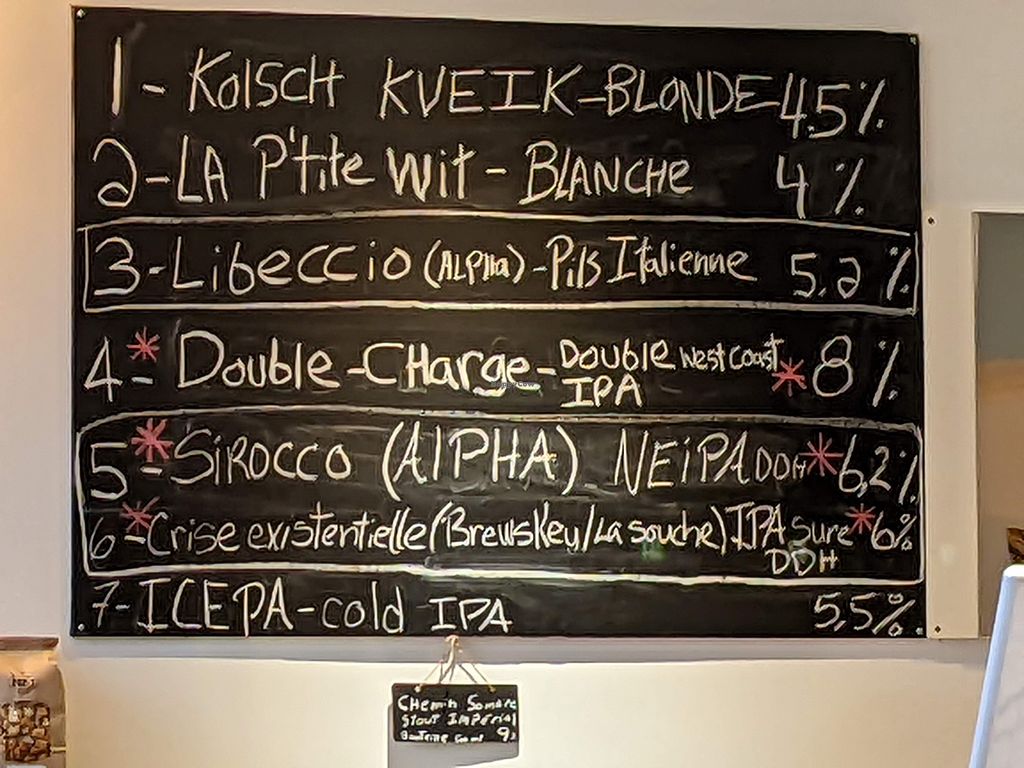 1 - KOLSCH KVEIK - BLONDE 4.5%
2 - LA P'tite Wit - BLANCHE 4%
3 - Libeccio (ALPHA) - Pils Italienne 5,2%
4* - Double - CHarge - DOUBLE West Coast IPA *8%
5* - SiROCCO (AlPHA) NEiPA DDH *6,2%
6* - Crise existentielle (BrewsKey/La souche) IPA sure DDH *6%
7 - ICEPA - cold IPA 5,5%
CHemin
Stout IMPérial
9%